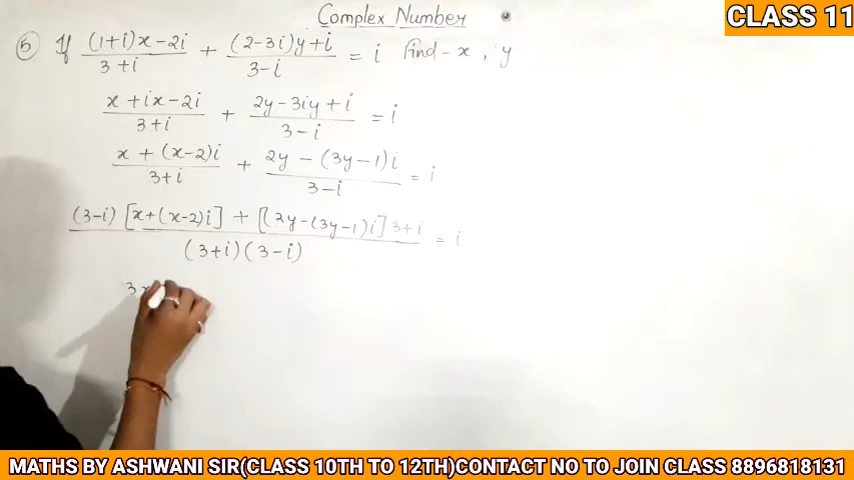 Complex Number
CLASS 11
⑤ If ((1+i)x-2i)/(3+i) + ((2-3i)y+i)/(3-i) = i Find - x , y
(x+ix-2i)/(3+i) + (2y-3iy+i)/(3-i) = i
(x+(x-2)i)/(3+i) + (2y-(3y-1)i)/(3-i) = i
((3-i)[x+(x-2)i] + [(2y-(3y-1)i] 3+i)/((3+i)(3-i)) = i
3x
MATHS BY ASHWANI SIR(CLASS 10TH TO 12TH)CONTACT NO TO JOIN CLASS 8896818131